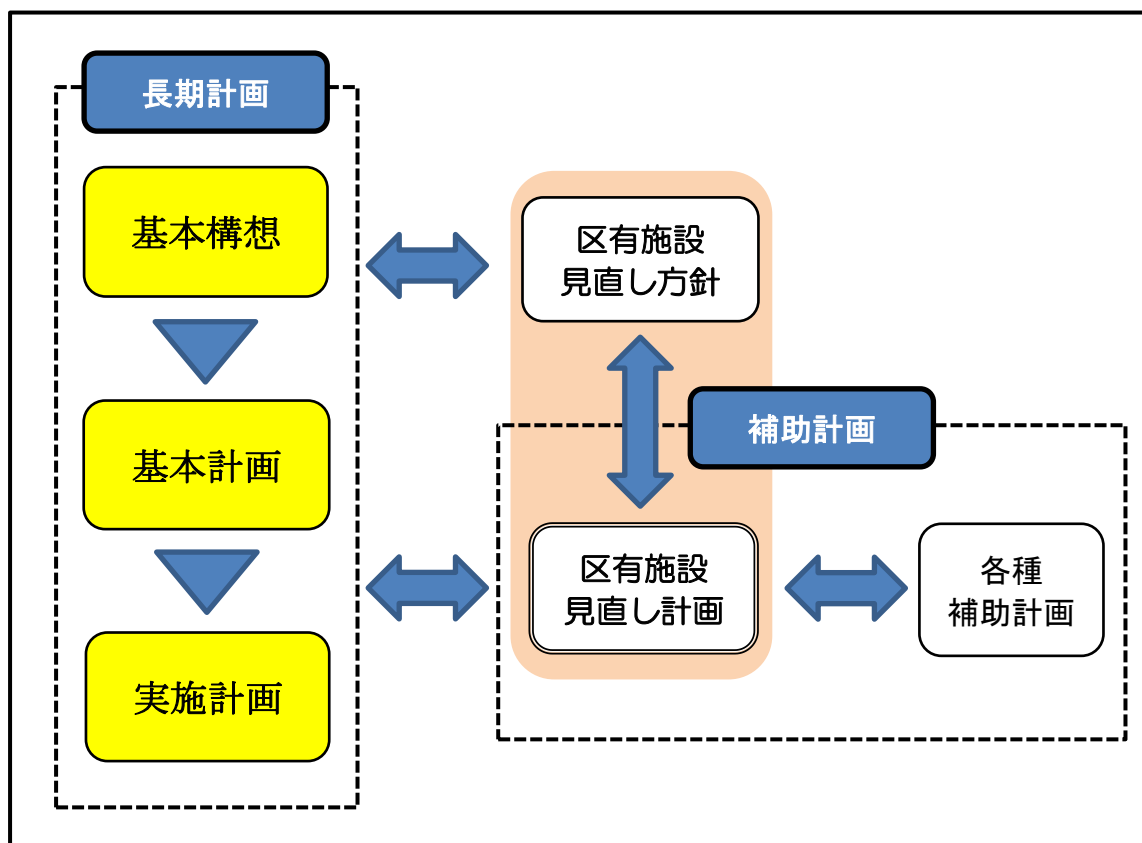 長期計画
基本構想
基本計画
実施計画
区有施設
見直し方針
補助計画
区有施設
見直し計画
各種
補助計画